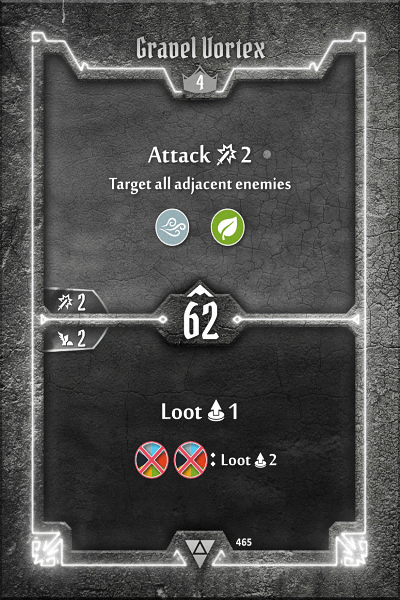 Gravel Vortex
4
Attack 2
Target all adjacent enemies
2
62
2
Loot 1
: Loot 2
465